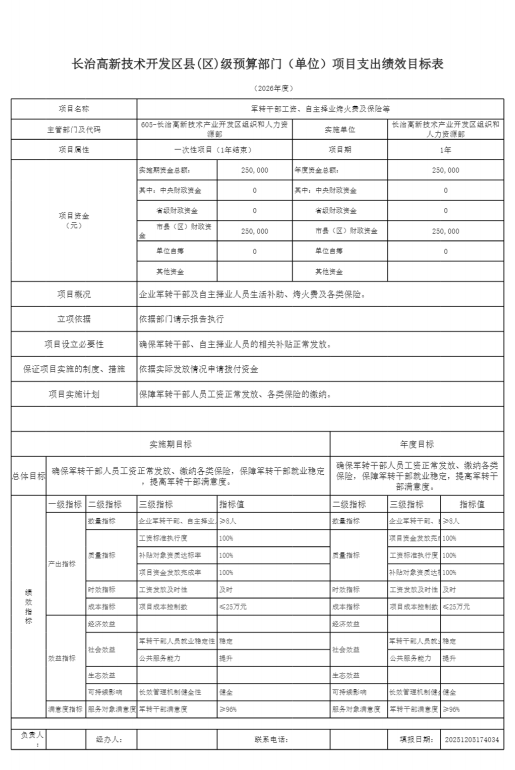 长治高新技术开发区县(区)级预算部门（单位）项目支出绩效目标表
（2026年度）
项目名称 军转干部工资、自主择业烤火费及保险等
主管部门及代码 605-长治高新技术产业开发区组织和人力资源部 实施单位 长治高新技术产业开发区组织和人力资源部
项目属性 一次性项目（1年结束） 项目期 1年
项目资金（元） 实施期资金总额： 250,000 年度资金总额： 250,000
其中：中央财政资金 0 其中：中央财政资金 0
省级财政资金 0 省级财政资金 0
市县（区）财政资金 250,000 市县（区）财政资金 250,000
单位自筹 0 单位自筹 0
其他资金 其他资金
项目概况 企业军转干部及自主择业人员生活补助、烤火费及各类保险。
立项依据 依据部门请示报告执行
项目设立必要性 确保军转干部、自主择业人员的相关补贴正常发放。
保证项目实施的制度、措施 依据实际发放情况申请拨付资金
项目实施计划 保障军转干部人员工资正常发放、各类保险的缴纳。
实施期目标 年度目标
总体目标 确保军转干部人员工资正常发放、缴纳各类保险，保障军转干部就业稳定，提高军转干部满意度。 确保军转干部人员工资正常发放、缴纳各类保险，保障军转干部就业稳定，提高军转干部满意度。
绩效指标 一级指标 二级指标 三级指标 指标值 二级指标 三级指标 指标值
产出指标 数量指标 企业军转干部、自主择业 数量指标 企业军转干部、
质量指标 工资标准执行度 100% 质量指标 项目资金发放完 100%
补贴对象资质达标率 100% 工资标准执行度 100%
项目资金发放完成率 100% 补贴对象资质达 100%
时效指标 工资发放及时性 及时 时效指标 工资发放及时性 及时
成本指标 项目成本控制数 ≤25万元 成本指标 项目成本控制数 ≤25万元
效益指标 经济效益 经济效益
社会效益 军转干部人员就业稳定性 稳定 社会效益 军转干部人员就 稳定
公共服务能力 提升 公共服务能力 提升
生态效益 生态效益
可持续影响 长效管理机制健全性 健全 可持续影响 长效管理机制健 健全
满意度指标 服务对象满意度 军转干部满意度 ≥96% 服务对象满意度 军转干部满意度 ≥96%
负责人： 经办人： 联系电话： 填报日期： 20251205174034